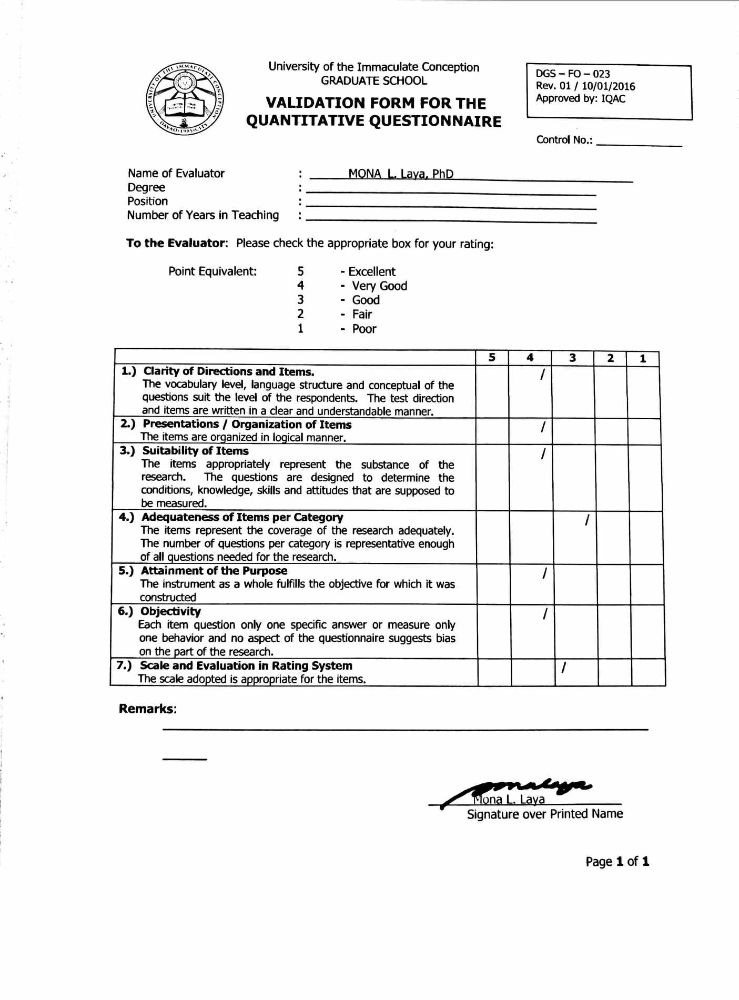 University of the Immaculate Conception
GRADUATE SCHOOL
VALIDATION FORM FOR THE
QUANTITATIVE QUESTIONNAIRE
UNIVERSITY OF THE IMMACULATE CONCEPTION
DAVAO 1905 CITY
DGS – FO – 023
Rev. 01 / 10/01/2016
Approved by: IQAC
Control No.:
Name of Evaluator : MONA L. Laya, PhD
Degree :
Position :
Number of Years in Teaching :
To the Evaluator: Please check the appropriate box for your rating:
Point Equivalent: 5 - Excellent
4 - Very Good
3 - Good
2 - Fair
1 - Poor
5 4 3 2 1
1.) Clarity of Directions and Items. /
The vocabulary level, language structure and conceptual of the
questions suit the level of the respondents. The test direction
and items are written in a clear and understandable manner.
2.) Presentations / Organization of Items /
The items are organized in logical manner.
3.) Suitability of Items /
The items appropriately represent the substance of the
research. The questions are designed to determine the
conditions, knowledge, skills and attitudes that are supposed to
be measured.
4.) Adequateness of Items per Category /
The items represent the coverage of the research adequately.
The number of questions per category is representative enough
of all questions needed for the research.
5.) Attainment of the Purpose /
The instrument as a whole fulfills the objective for which it was
constructed
6.) Objectivity /
Each item question only one specific answer or measure only
one behavior and no aspect of the questionnaire suggests bias
on the part of the research.
7.) Scale and Evaluation in Rating System /
The scale adopted is appropriate for the items.
Remarks:
monalaya
Mona L. Laya
Signature over Printed Name
Page 1 of 1